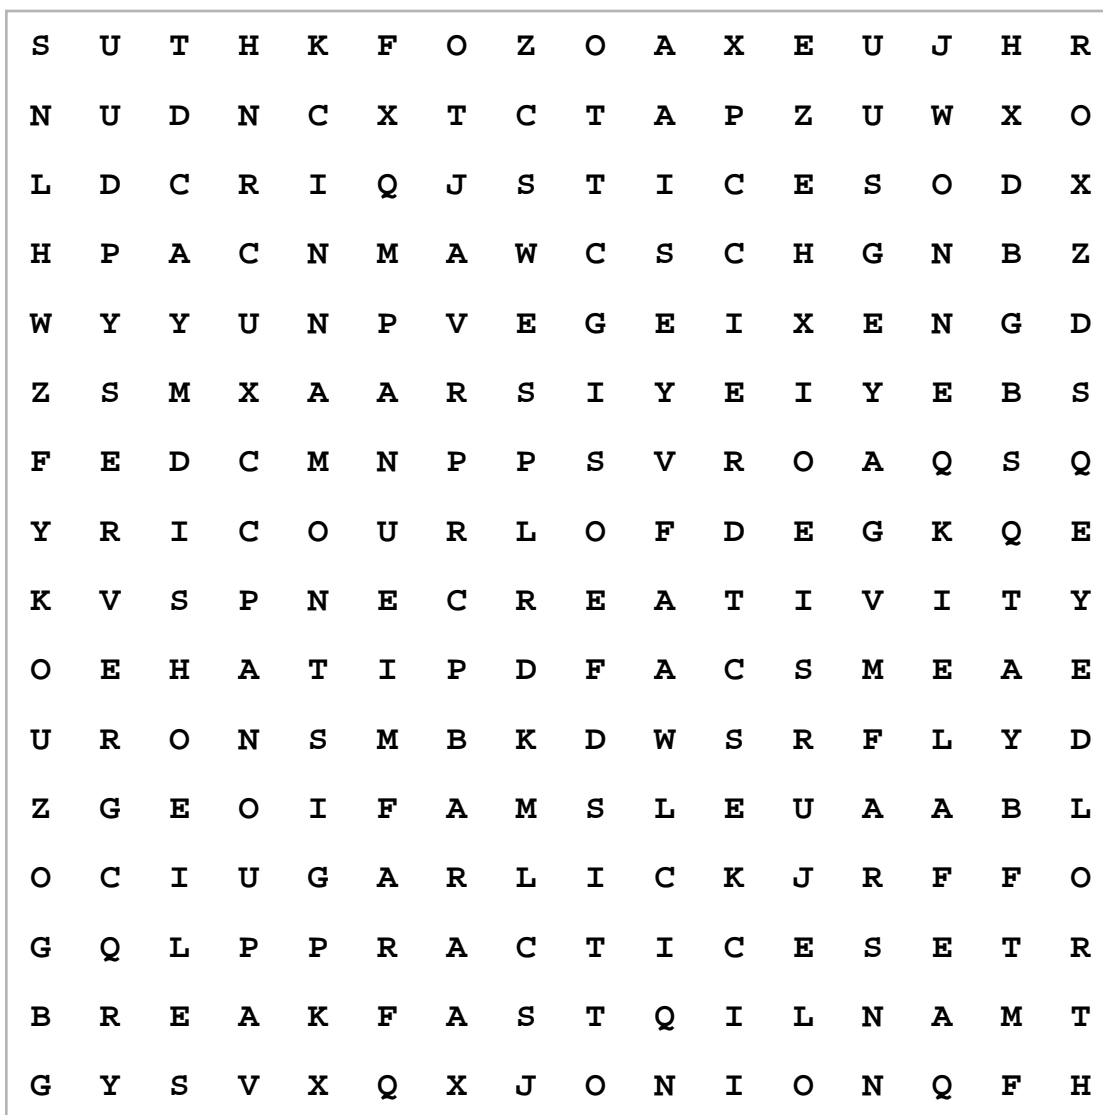 S U T H K F O Z O A X E U J H R
N U D N C X T C T A P Z U W X O
L D C R I Q J S T I C E S O D X
H P A C N M A W C S C H G N B Z
W Y Y U N P V E G E I X E N G D
Z S M X A A R S I Y E I Y E B S
F E D C M N P P S V R O A Q S Q
Y R I C O U R L O F D E G K Q E
K V S P N E C R E A T I V I T Y
O E H A T I P D F A C S M E A E
U R O N S M B K D W S R F L Y D
Z G E O I F A M S L E U A A B L
O C I U G A R L I C K J R F F O
G Q L P P R A C T I C E S E T R
B R E A K F A S T Q I L N A M T
G Y S V X Q X J O N I O N Q F H